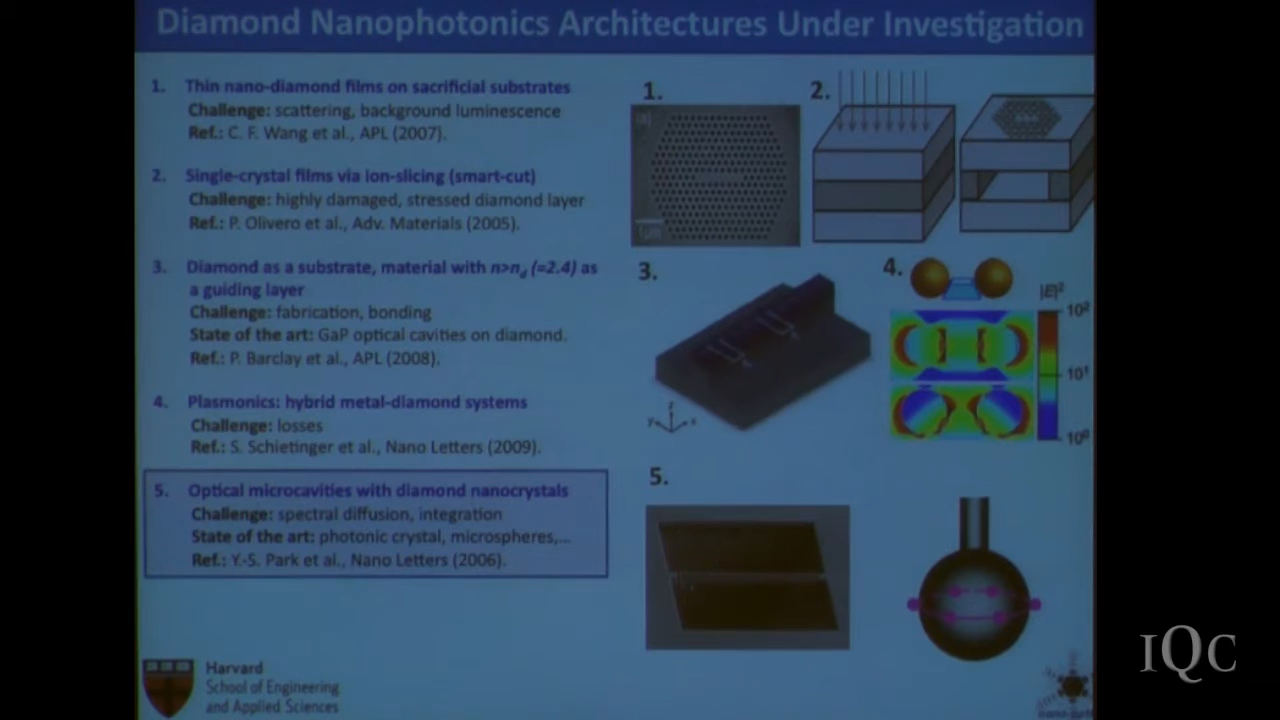 Diamond Nanophotonics Architectures Under Investigation
1. Thin nano-diamond films on sacrificial substrates
Challenge: scattering, background luminescence
Ref.: C. F. Wang et al., APL (2007).
2. Single-crystal films via ion-slicing (smart-cut)
Challenge: highly damaged, stressed diamond layer
Ref.: P. Olivero et al., Adv. Materials (2005).
3. Diamond as a substrate, material with n>nd (=2.4) as
a guiding layer
Challenge: fabrication, bonding
State of the art: GaP optical cavities on diamond.
Ref.: P. Barclay et al., APL (2008).
4. Plasmonics: hybrid metal-diamond systems
Challenge: losses
Ref.: S. Schietinger et al., Nano Letters (2009).
5. Optical microcavities with diamond nanocrystals
Challenge: spectral diffusion, integration
State of the art: photonic crystal, microspheres,...
Ref.: Y.-S. Park et al., Nano Letters (2006).
1.
2.
1μm
3.
4.
|E|²
10²
10¹
10⁰
z
y
x
5.
Harvard
School of Engineering
and Applied Sciences
IQC